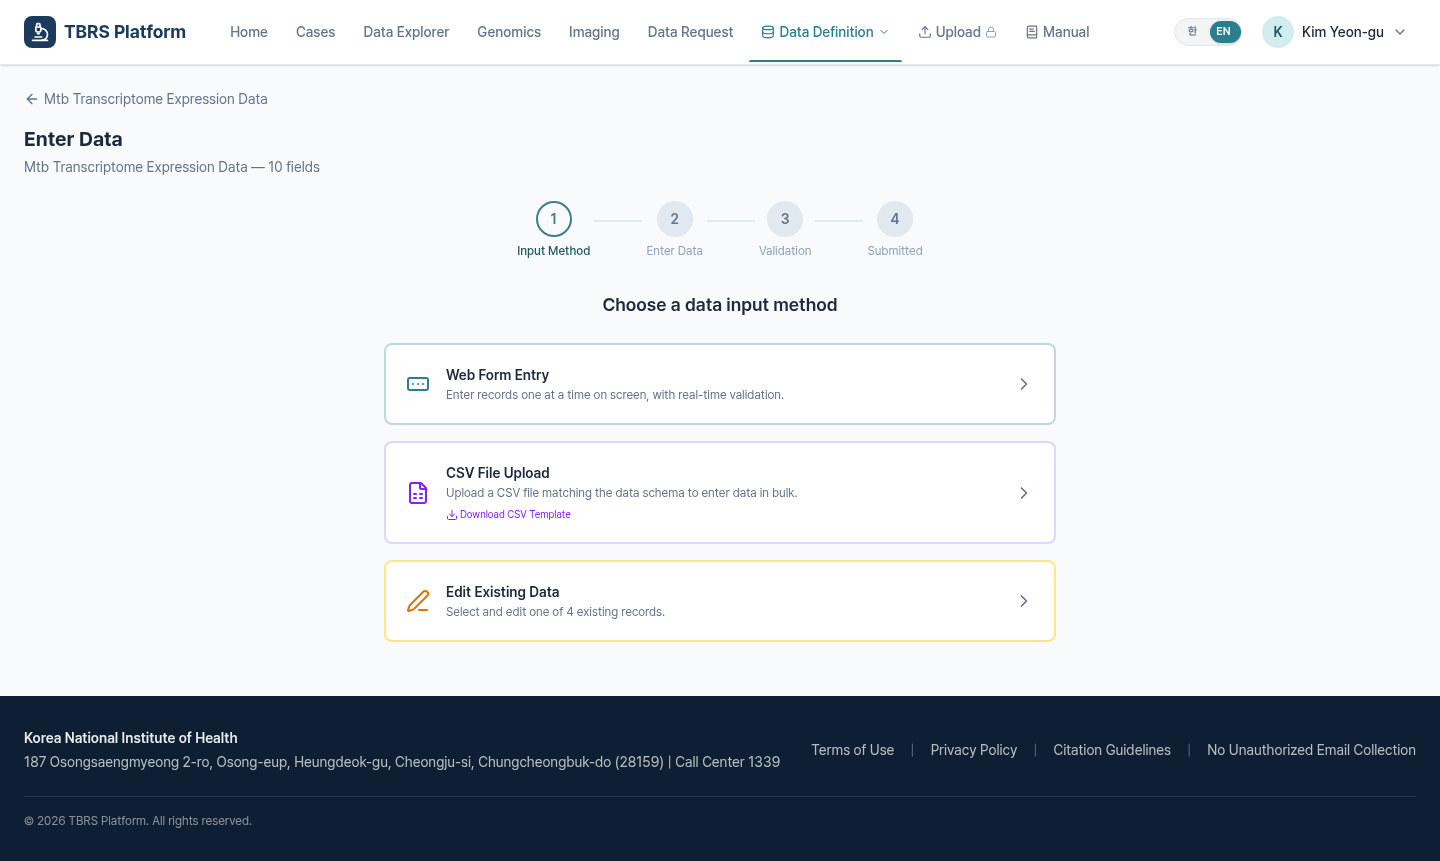 TBRS Platform
Home
Cases
Data Explorer
Genomics
Imaging
Data Request
Data Definition
Upload
Manual
한
EN
K
Kim Yeon-gu
Mtb Transcriptome Expression Data
Enter Data
Mtb Transcriptome Expression Data — 10 fields
1
2
3
4
Input Method
Enter Data
Validation
Submitted
Choose a data input method
Web Form Entry
Enter records one at a time on screen, with real-time validation.
CSV File Upload
Upload a CSV file matching the data schema to enter data in bulk.
Download CSV Template
Edit Existing Data
Select and edit one of 4 existing records.
Korea National Institute of Health
187 Osongsaengmyeong 2-ro, Osong-eup, Heungdeok-gu, Cheongju-si, Chungcheongbuk-do (28159) | Call Center 1339
Terms of Use | Privacy Policy | Citation Guidelines | No Unauthorized Email Collection
© 2026 TBRS Platform. All rights reserved.